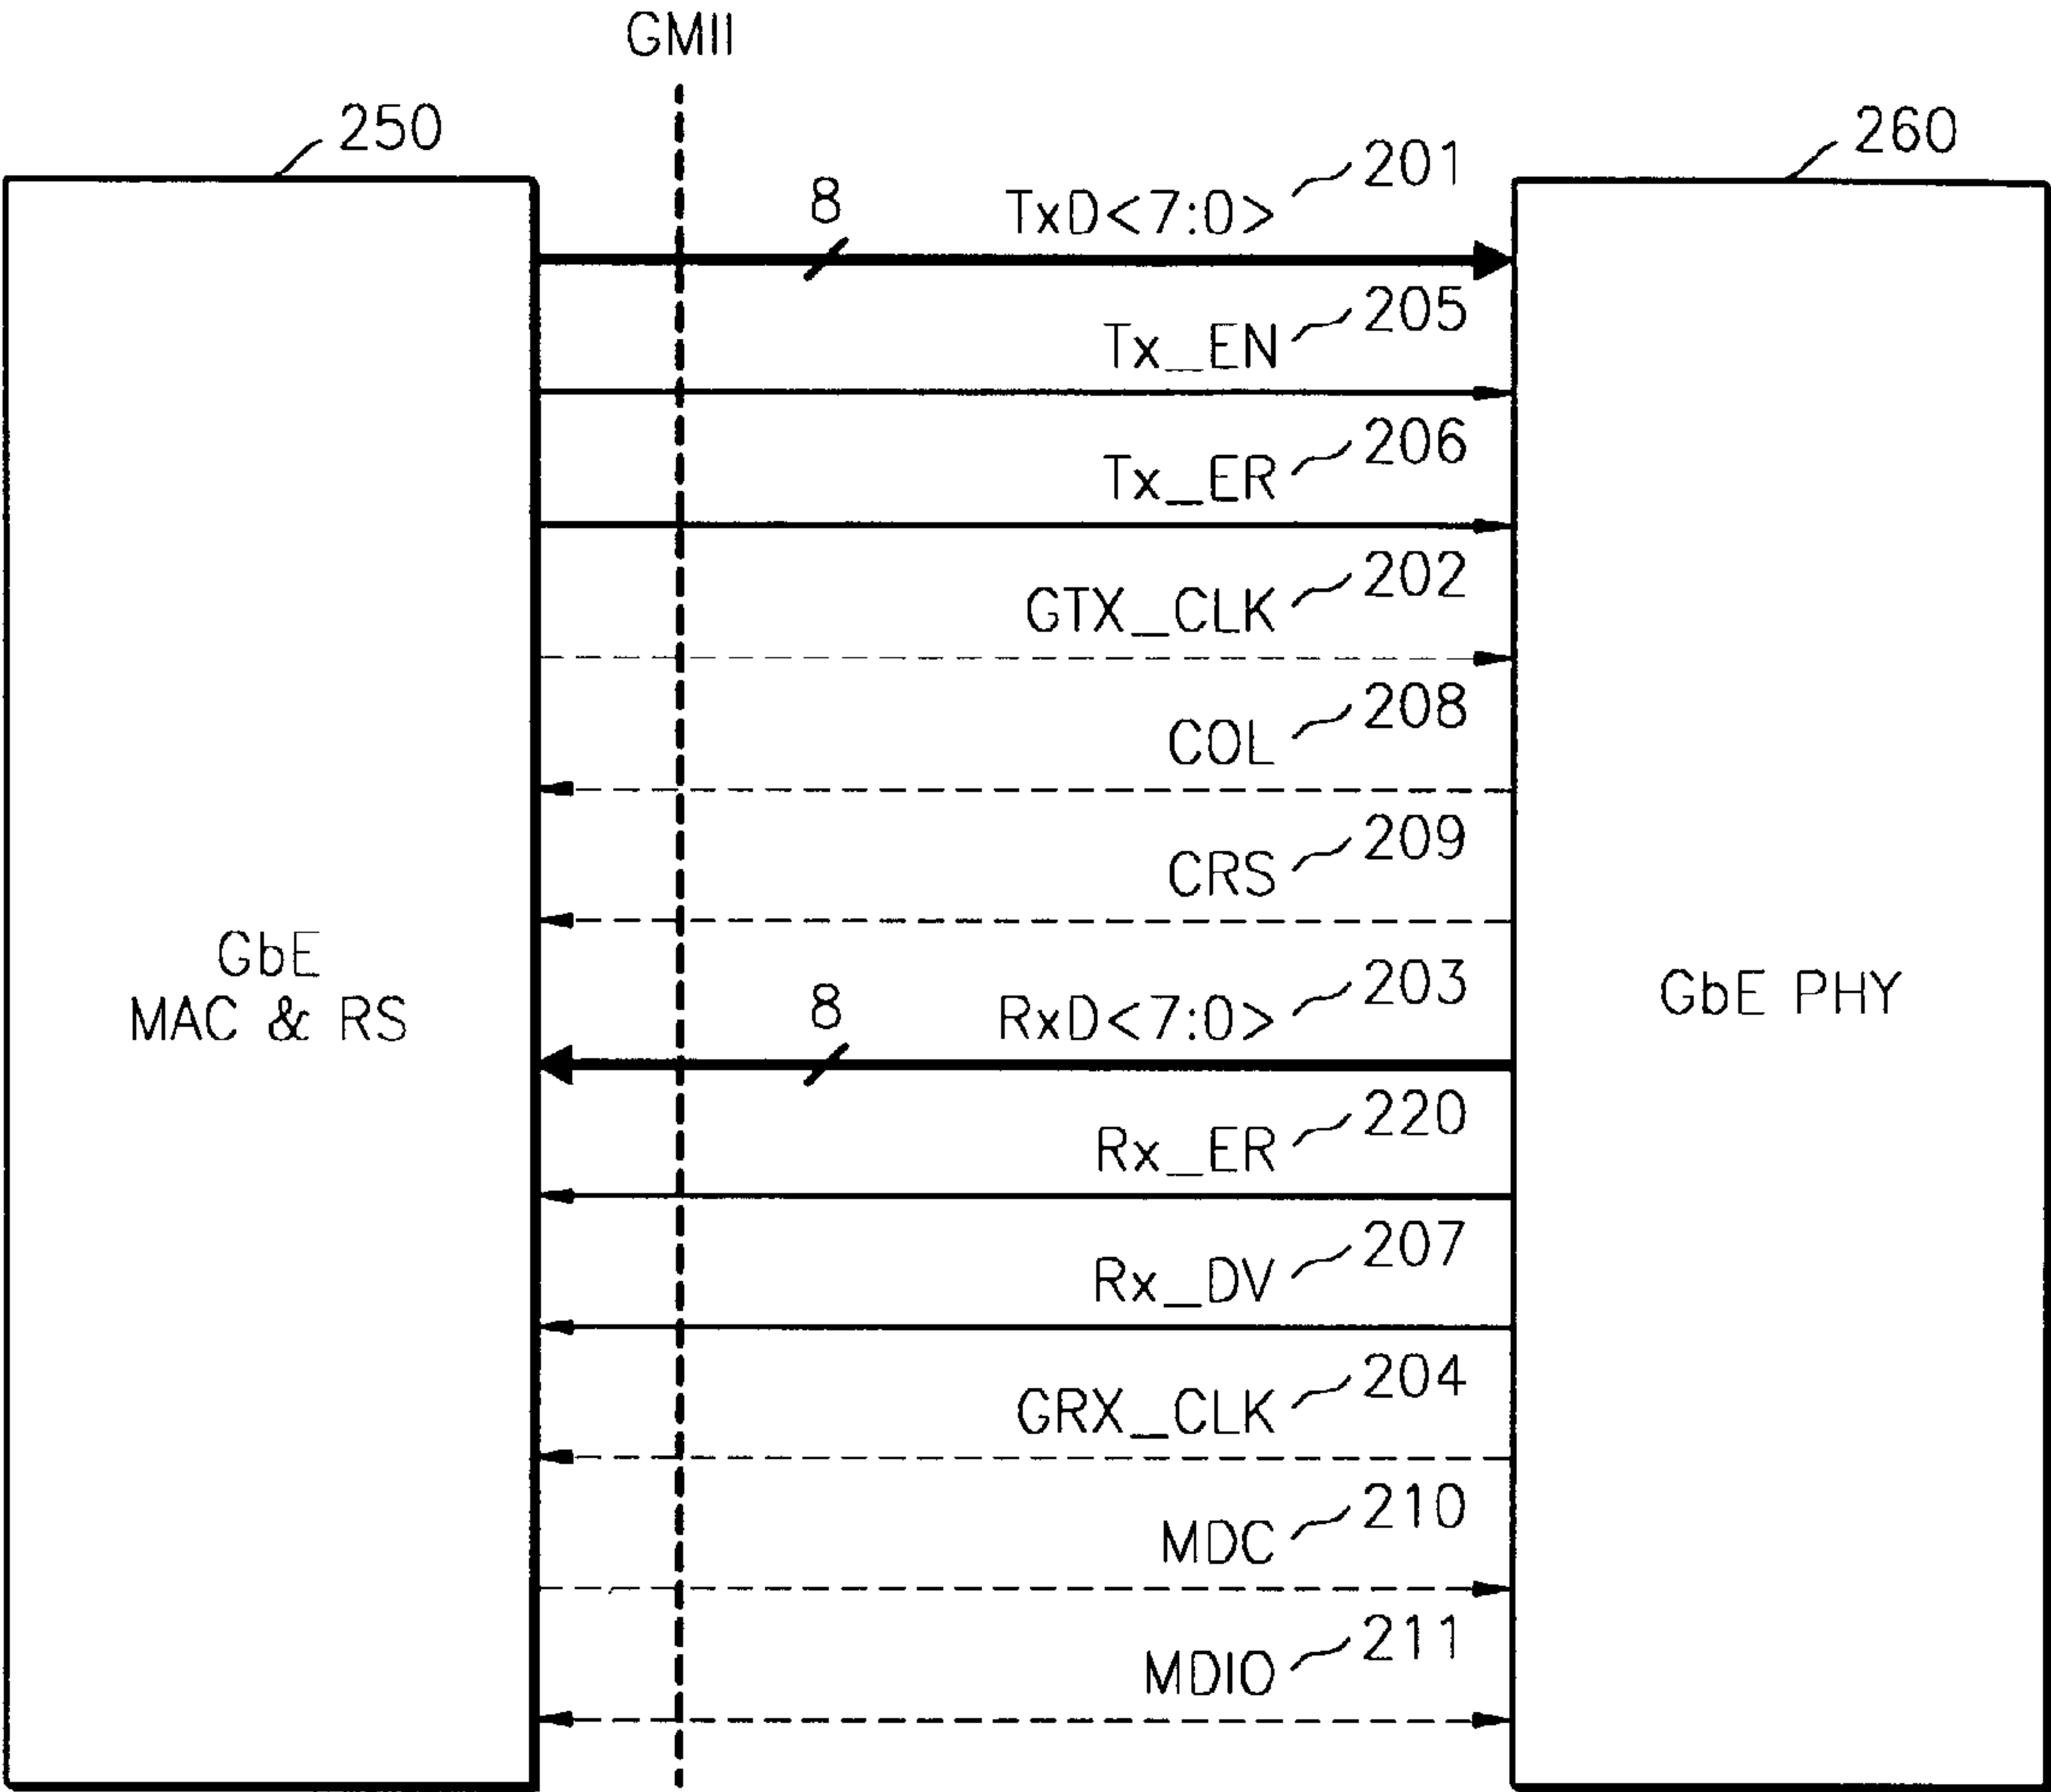 GMII
250
260
8
TxD<7:0> 201
Tx_EN 205
Tx_ER 206
GTX_CLK 202
COL 208
CRS 209
GbE
MAC & RS
8
RxD<7:0> 203
GbE PHY
Rx_ER 220
Rx_DV 207
GRX_CLK 204
MDC 210
MDIO 211